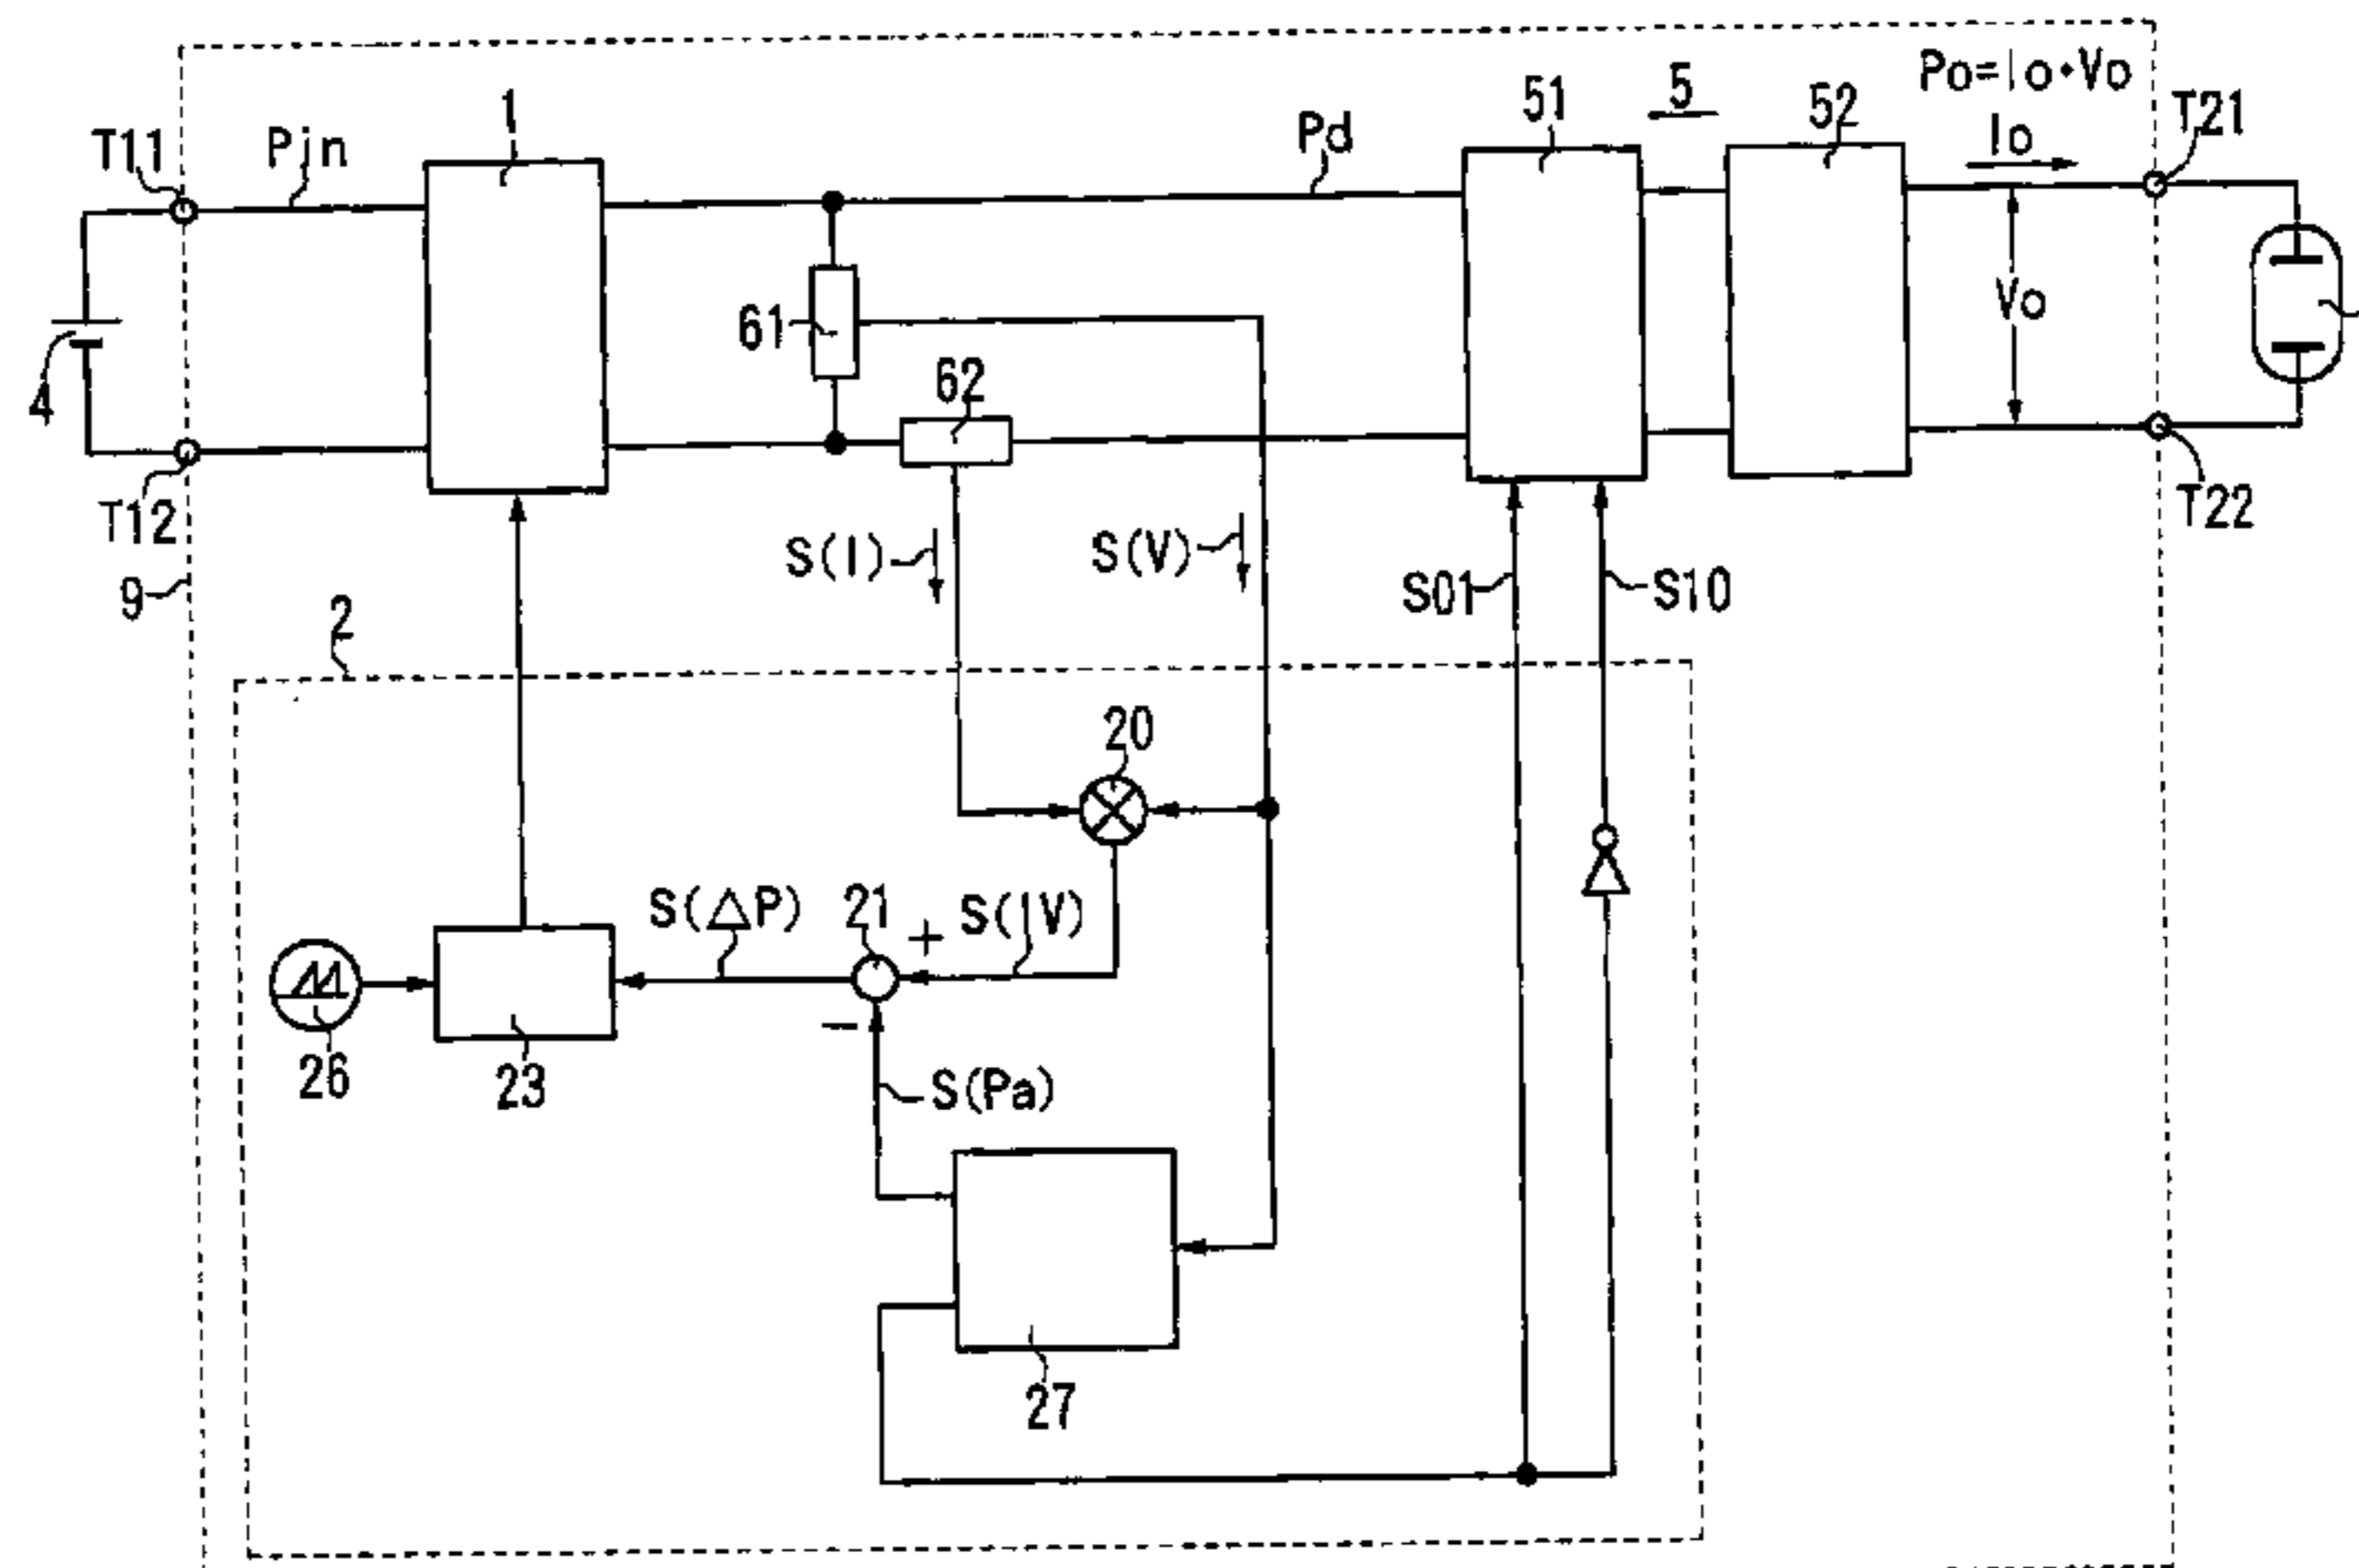 Po=Io·Vo
1
51
5
52
T11
Pin
Pd
Io
T21
61
Vo
62
4
T12
T22
S(I)
S(V)
S01
S10
9
2
20
S(△P)
21
+
S(IV)
−
26
23
S(Pa)
27